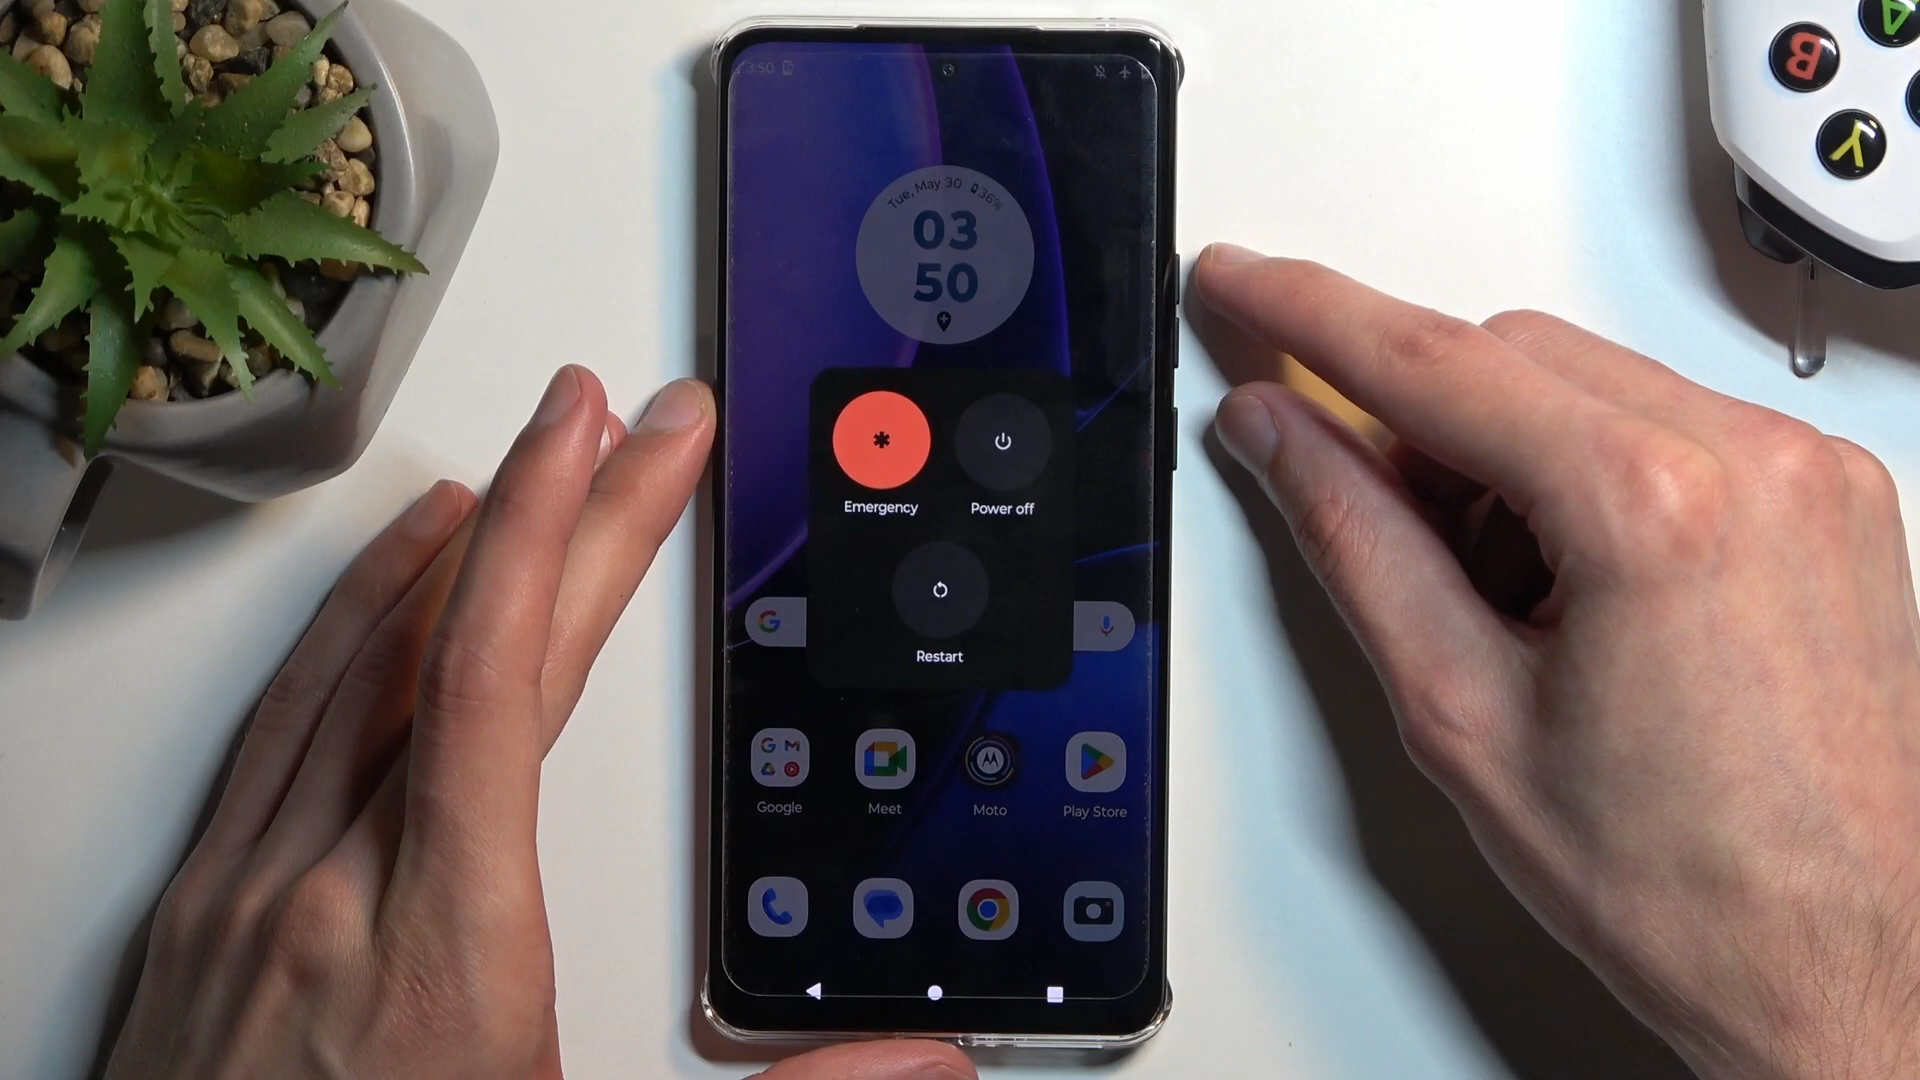 3:50
Tue, May 30 36%
03
50
Emergency
Power off
Restart
Google
Meet
Moto
Play Store
A
B
Y